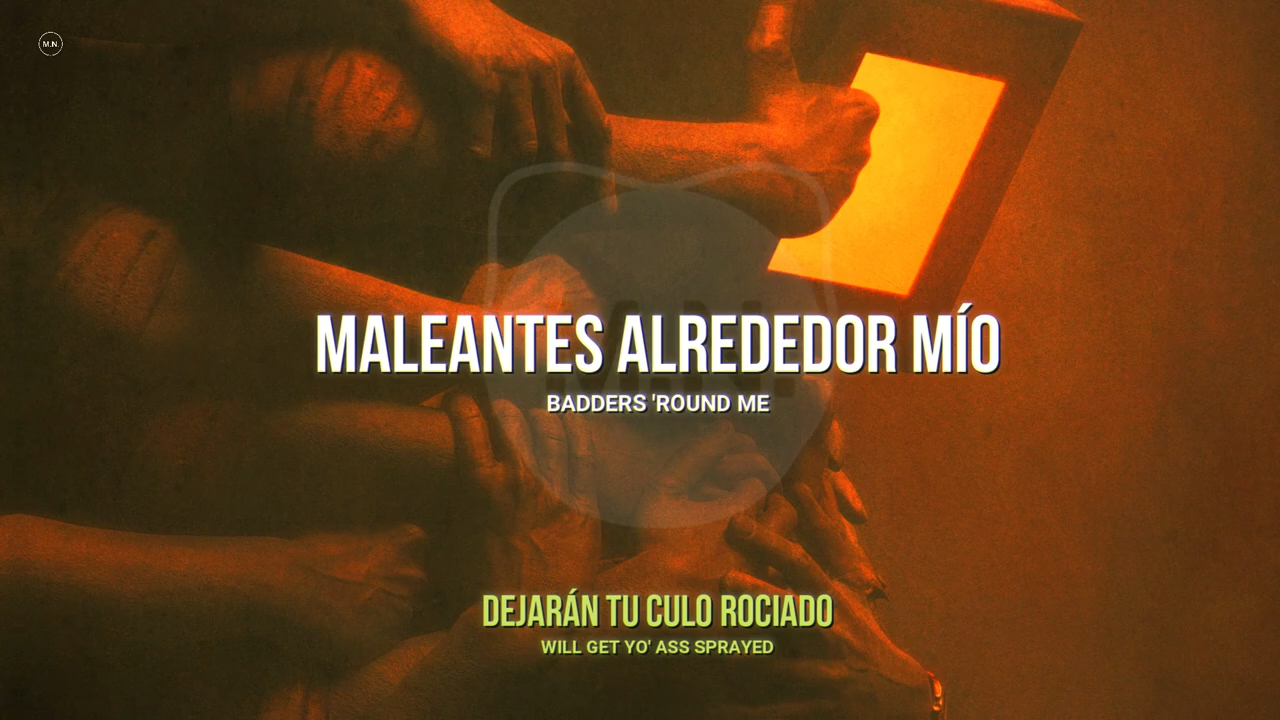 M.N.
MALEANTES ALREDEDOR MÍO
BADDERS 'ROUND ME
M.N.
DEJARÁN TU CULO ROCIADO
WILL GET YO' ASS SPRAYED